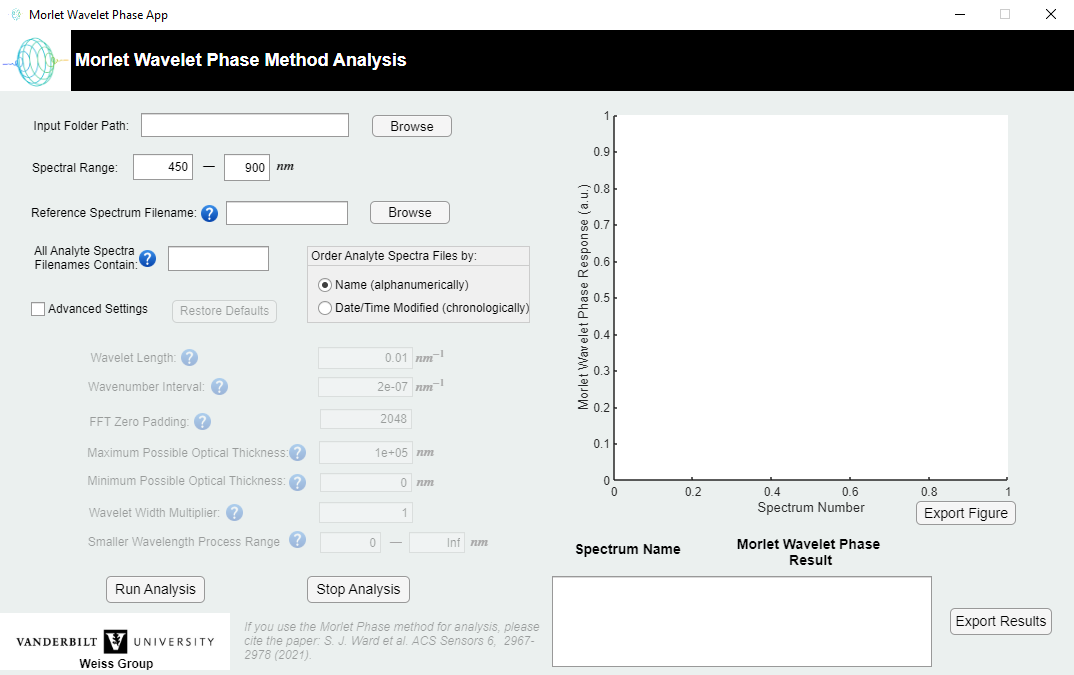 Morlet Wavelet Phase App
Morlet Wavelet Phase Method Analysis
Input Folder Path:
Browse
Spectral Range: 450 — 900 nm
Reference Spectrum Filename: ?
Browse
All Analyte Spectra
Filenames Contain: ?
Order Analyte Spectra Files by:
Name (alphanumerically)
Date/Time Modified (chronologically)
Advanced Settings
Restore Defaults
Wavelet Length: ? 0.01 nm⁻¹
Wavenumber Interval: ? 2e-07 nm⁻¹
FFT Zero Padding: ? 2048
Maximum Possible Optical Thickness: ? 1e+05 nm
Minimum Possible Optical Thickness: ? 0 nm
Wavelet Width Multiplier: ? 1
Smaller Wavelength Process Range ? 0 — Inf nm
Run Analysis
Stop Analysis
VANDERBILT V UNIVERSITY
Weiss Group
If you use the Morlet Phase method for analysis, please
cite the paper: S. J. Ward et al. ACS Sensors 6, 2967-
2978 (2021).
Morlet Wavelet Phase Response (a.u.)
1
0.9
0.8
0.7
0.6
0.5
0.4
0.3
0.2
0.1
0
0 0.2 0.4 0.6 0.8 1
Spectrum Number
Export Figure
Spectrum Name
Morlet Wavelet Phase
Result
Export Results